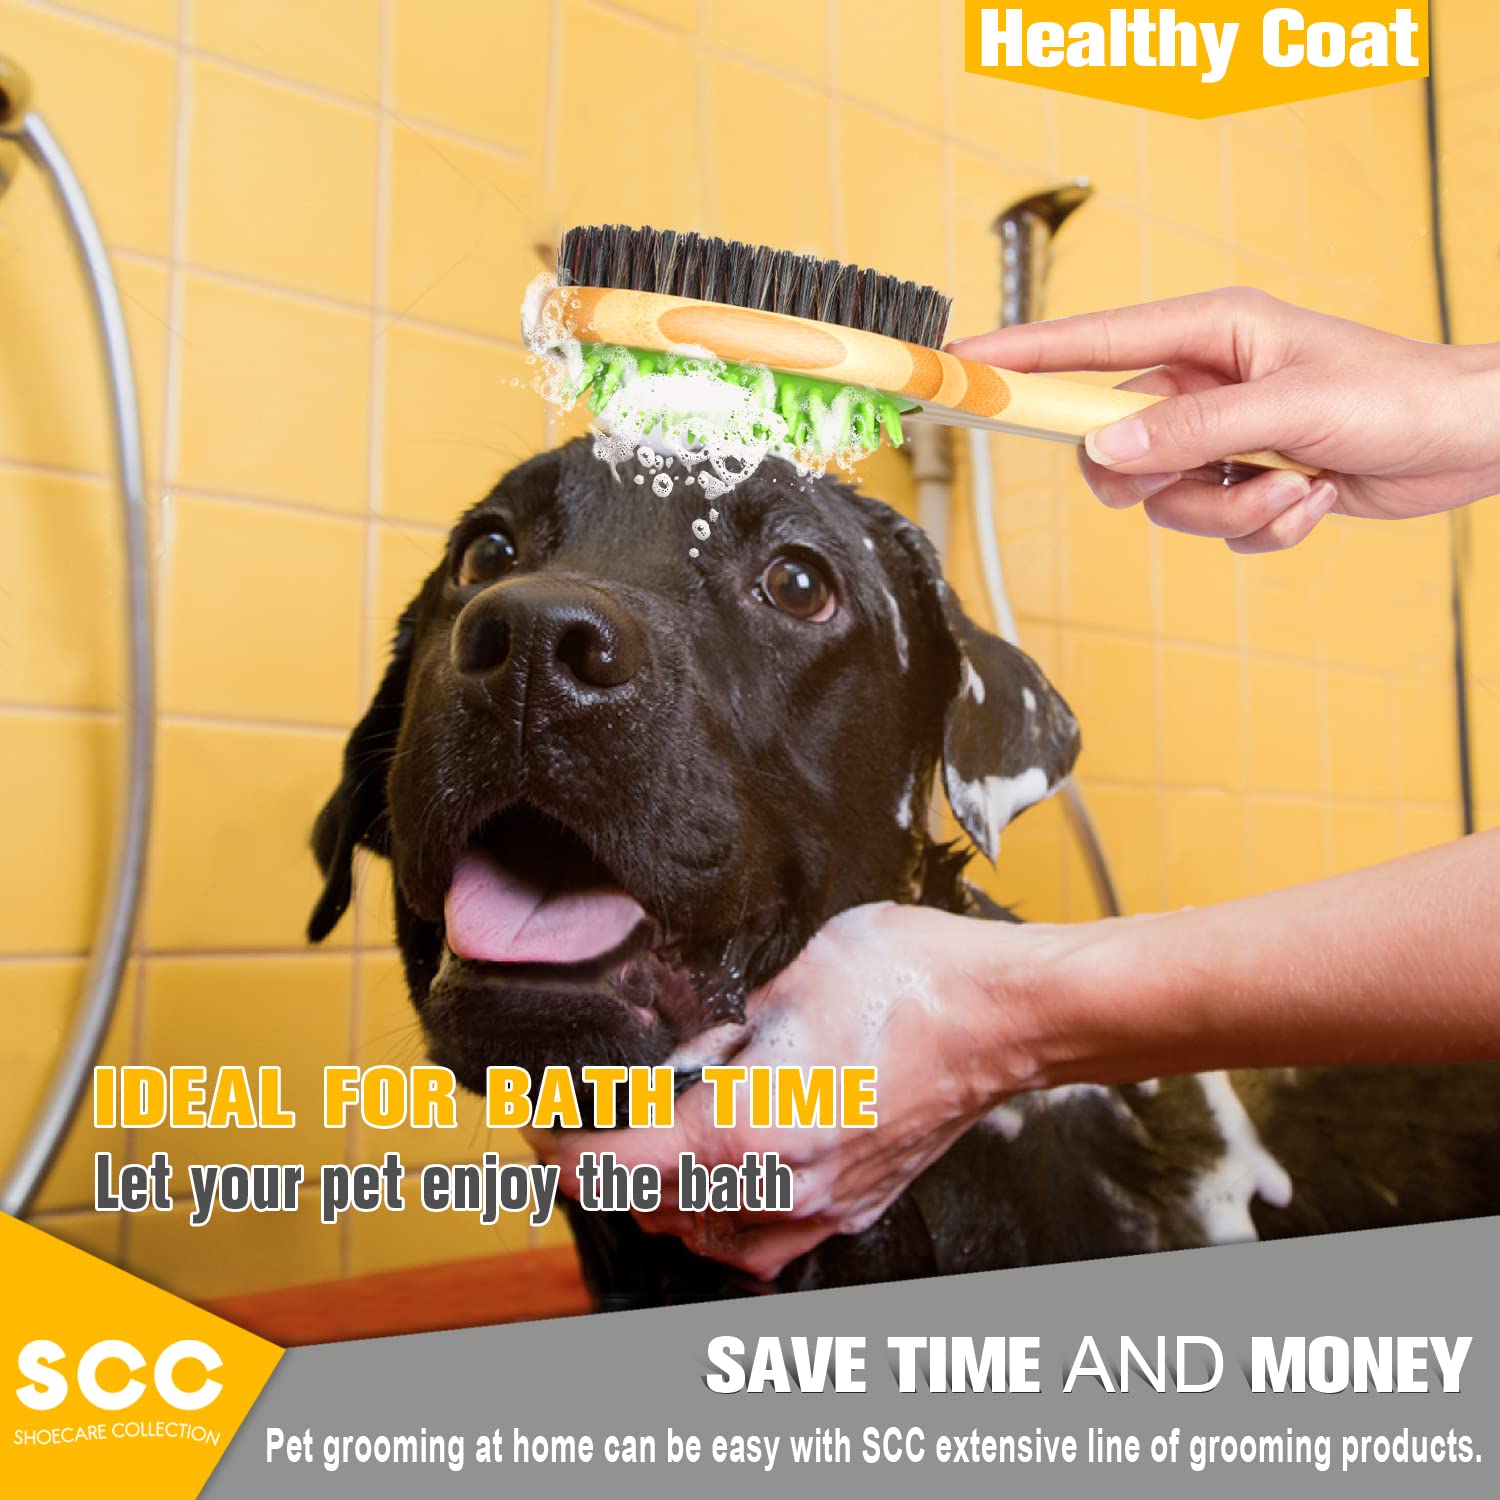 Healthy Coat
IDEAL FOR BATH TIME
Let your pet enjoy the bath
SCC
SHOECARE COLLECTION
SAVE TIME AND MONEY
Pet grooming at home can be easy with SCC extensive line of grooming products.